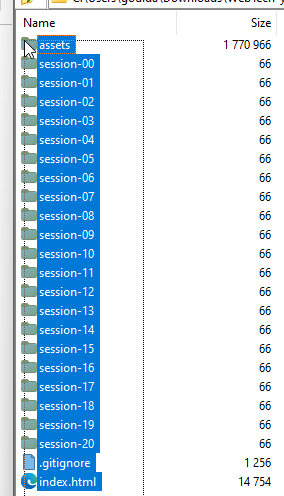 Name Size
assets 1 770 966
session-00 66
session-01 66
session-02 66
session-03 66
session-04 66
session-05 66
session-06 66
session-07 66
session-08 66
session-09 66
session-10 66
session-11 66
session-12 66
session-13 66
session-14 66
session-15 66
session-16 66
session-17 66
session-18 66
session-19 66
session-20 66
.gitignore 1 256
index.html 14 754